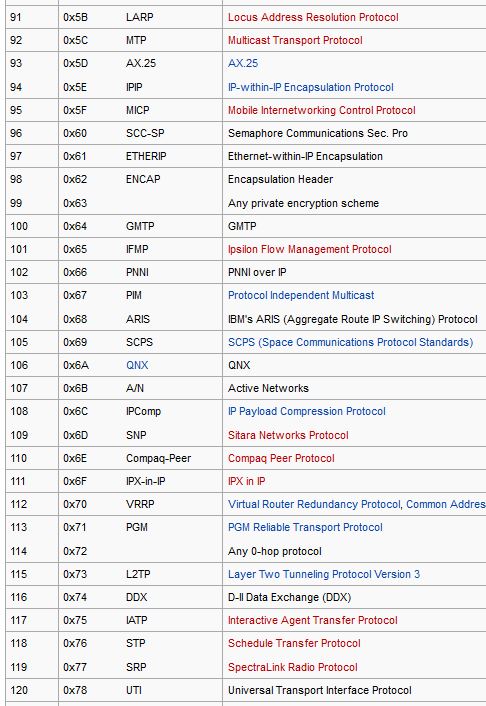 91 0x5B LARP Locus Address Resolution Protocol
92 0x5C MTP Multicast Transport Protocol
93 0x5D AX.25 AX.25
94 0x5E IPIP IP-within-IP Encapsulation Protocol
95 0x5F MICP Mobile Internetworking Control Protocol
96 0x60 SCC-SP Semaphore Communications Sec. Pro
97 0x61 ETHERIP Ethernet-within-IP Encapsulation
98 0x62 ENCAP Encapsulation Header
99 0x63 Any private encryption scheme
100 0x64 GMTP GMTP
101 0x65 IFMP Ipsilon Flow Management Protocol
102 0x66 PNNI PNNI over IP
103 0x67 PIM Protocol Independent Multicast
104 0x68 ARIS IBM's ARIS (Aggregate Route IP Switching) Protocol
105 0x69 SCPS SCPS (Space Communications Protocol Standards)
106 0x6A QNX QNX
107 0x6B A/N Active Networks
108 0x6C IPComp IP Payload Compression Protocol
109 0x6D SNP Sitara Networks Protocol
110 0x6E Compaq-Peer Compaq Peer Protocol
111 0x6F IPX-in-IP IPX in IP
112 0x70 VRRP Virtual Router Redundancy Protocol, Common Addres
113 0x71 PGM PGM Reliable Transport Protocol
114 0x72 Any 0-hop protocol
115 0x73 L2TP Layer Two Tunneling Protocol Version 3
116 0x74 DDX D-II Data Exchange (DDX)
117 0x75 IATP Interactive Agent Transfer Protocol
118 0x76 STP Schedule Transfer Protocol
119 0x77 SRP SpectraLink Radio Protocol
120 0x78 UTI Universal Transport Interface Protocol